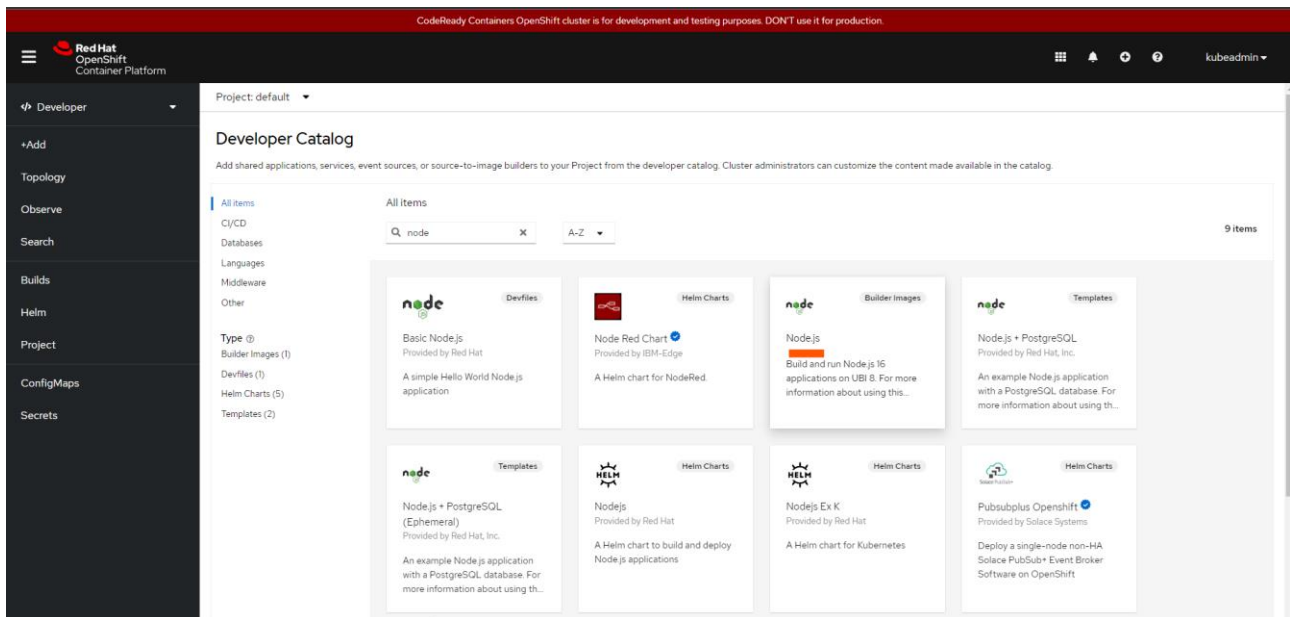 CodeReady Containers OpenShift cluster is for development and testing purposes. DON'T use it for production.
Red Hat
OpenShift
Container Platform
kubeadmin
Developer
+Add
Topology
Observe
Search
Builds
Helm
Project
ConfigMaps
Secrets
Project: default
Developer Catalog
Add shared applications, services, event sources, or source-to-image builders to your Project from the developer catalog. Cluster administrators can customize the content made available in the catalog.
All items
CI/CD
Databases
Languages
Middleware
Other
Type
Builder Images (1)
Devfiles (1)
Helm Charts (5)
Templates (2)
All items
node
A-Z
9 items
node
Devfiles
Basic Node.js
Provided by Red Hat
A simple Hello World Node.js
application
Helm Charts
Node Red Chart
Provided by IBM-Edge
A Helm chart for NodeRed.
node
Builder Images
Node.js
Build and run Node.js 16
applications on UBI 8. For more
information about using this...
node
Templates
Node.js + PostgreSQL
Provided by Red Hat, Inc.
An example Node.js application
with a PostgreSQL database. For
more information about using th...
node
Templates
Node.js + PostgreSQL
(Ephemeral)
Provided by Red Hat, Inc.
An example Node.js application
with a PostgreSQL database. For
more information about using th...
HELM
Helm Charts
Nodejs
Provided by Red Hat
A Helm chart to build and deploy
Node.js applications
HELM
Helm Charts
Nodejs Ex K
Provided by Red Hat
A Helm chart for Kubernetes
Helm Charts
Pubsubplus Openshift
Provided by Solace Systems
Deploy a single-node non-HA
Solace PubSub+ Event Broker
Software on OpenShift